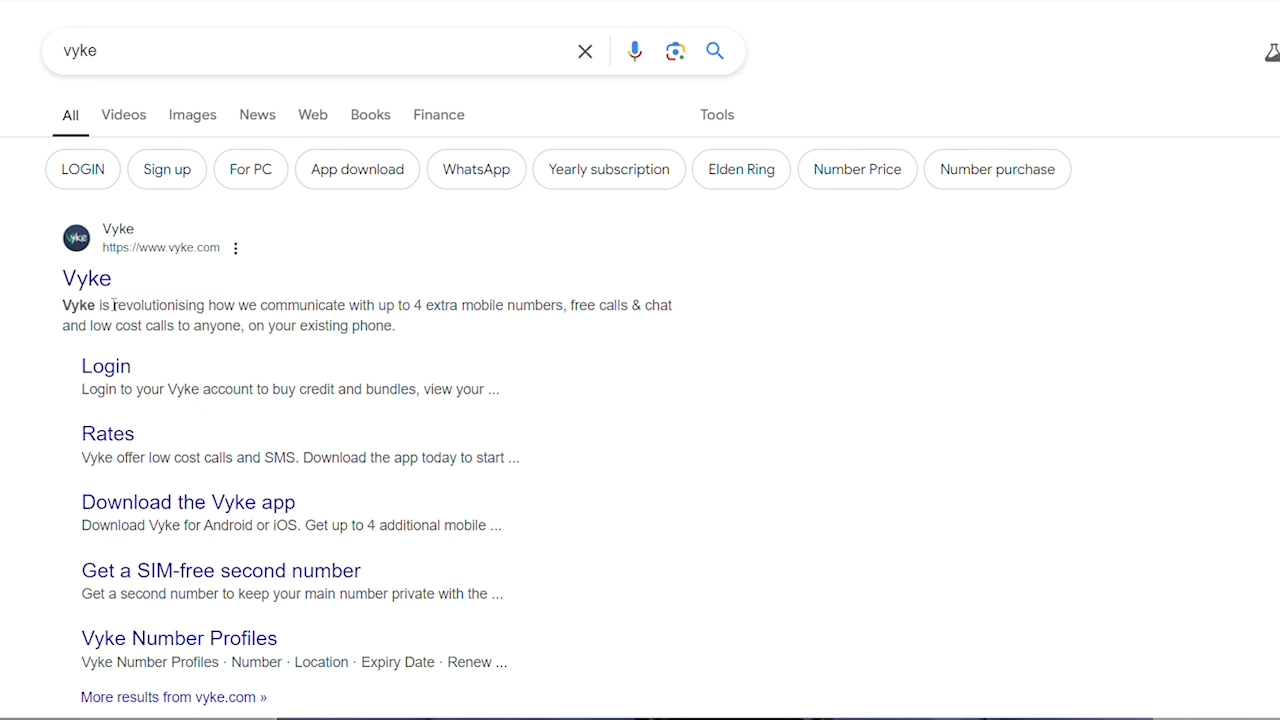 vyke
All Videos Images News Web Books Finance Tools
LOGIN Sign up For PC App download WhatsApp Yearly subscription Elden Ring Number Price Number purchase
vyke
Vyke
https://www.vyke.com
Vyke
Vyke is revolutionising how we communicate with up to 4 extra mobile numbers, free calls & chat
and low cost calls to anyone, on your existing phone.
Login
Login to your Vyke account to buy credit and bundles, view your ...
Rates
Vyke offer low cost calls and SMS. Download the app today to start ...
Download the Vyke app
Download Vyke for Android or iOS. Get up to 4 additional mobile ...
Get a SIM-free second number
Get a second number to keep your main number private with the ...
Vyke Number Profiles
Vyke Number Profiles · Number · Location · Expiry Date · Renew ...
More results from vyke.com »